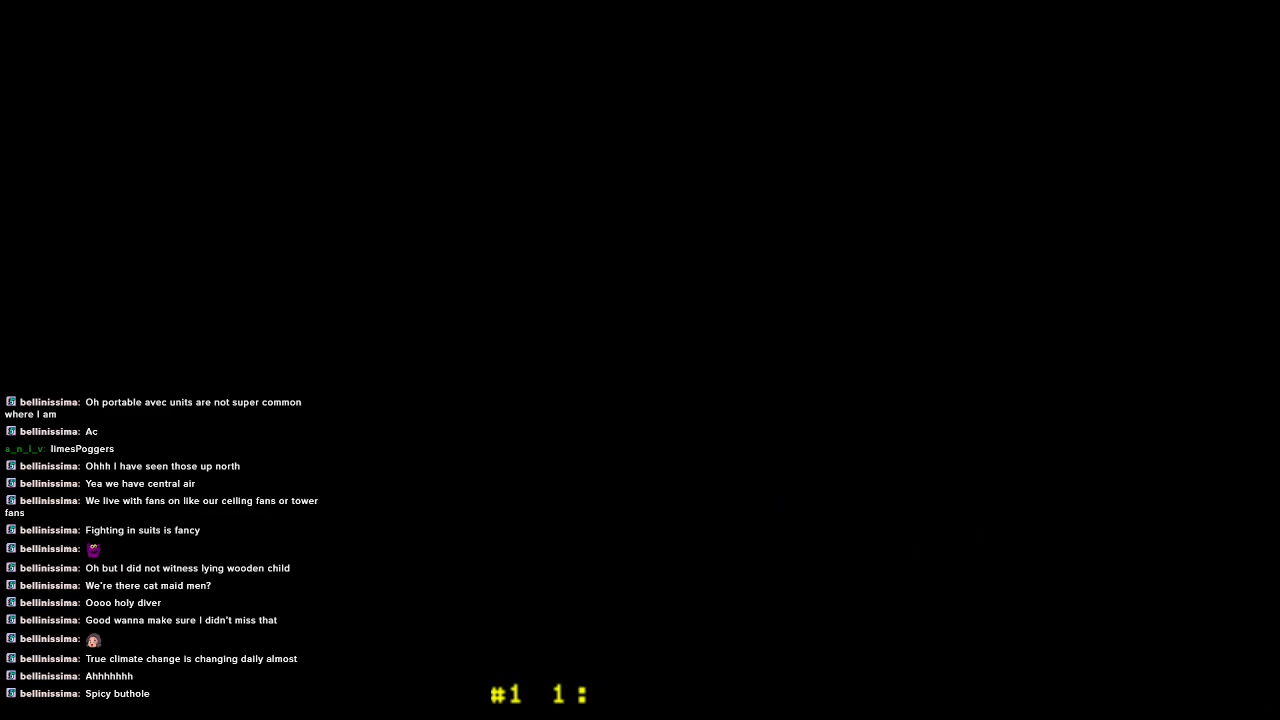 bellinissima: Oh portable avec units are not super common
where I am
bellinissima: Ac
a_n_i_v: limesPoggers
bellinissima: Ohhh I have seen those up north
bellinissima: Yea we have central air
bellinissima: We live with fans on like our ceiling fans or tower
fans
bellinissima: Fighting in suits is fancy
bellinissima:
bellinissima: Oh but I did not witness lying wooden child
bellinissima: We're there cat maid men?
bellinissima: Oooo holy diver
bellinissima: Good wanna make sure I didn't miss that
bellinissima:
bellinissima: True climate change is changing daily almost
bellinissima: Ahhhhhhh
bellinissima: Spicy buthole
#1 1: